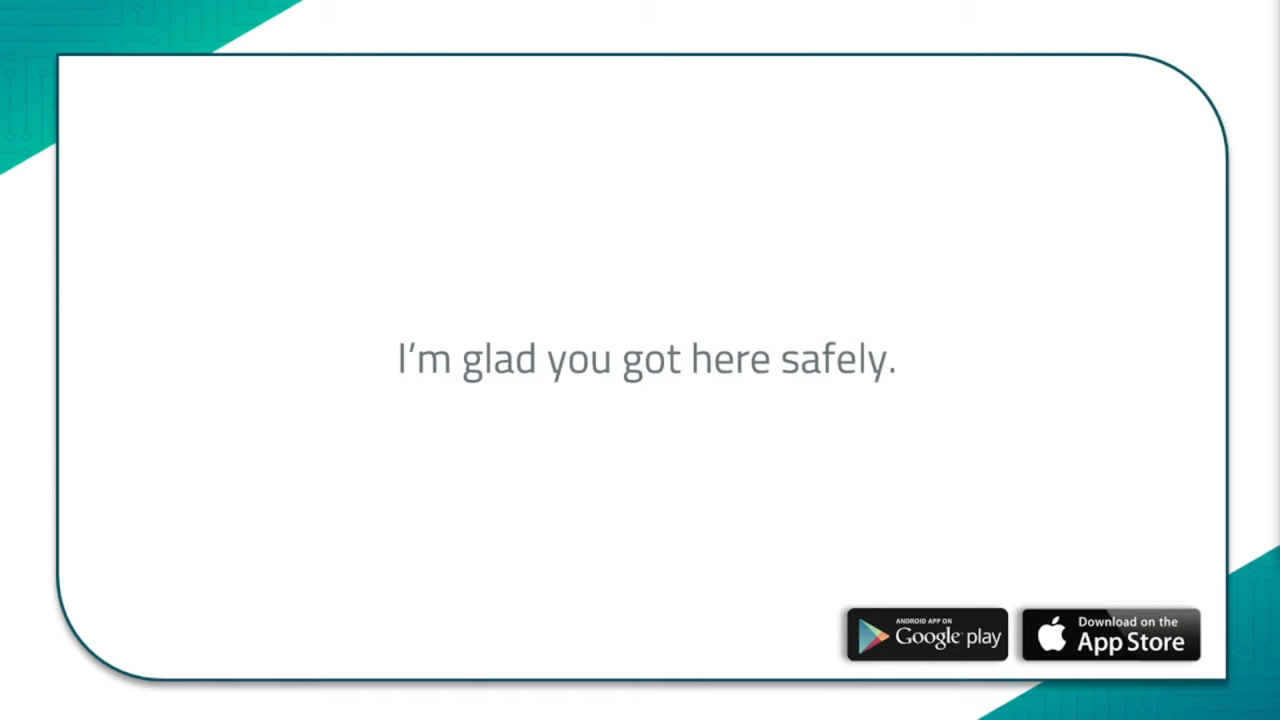 I’m glad you got here safely.
ANDROID APP ON
Google play
Download on the
App Store